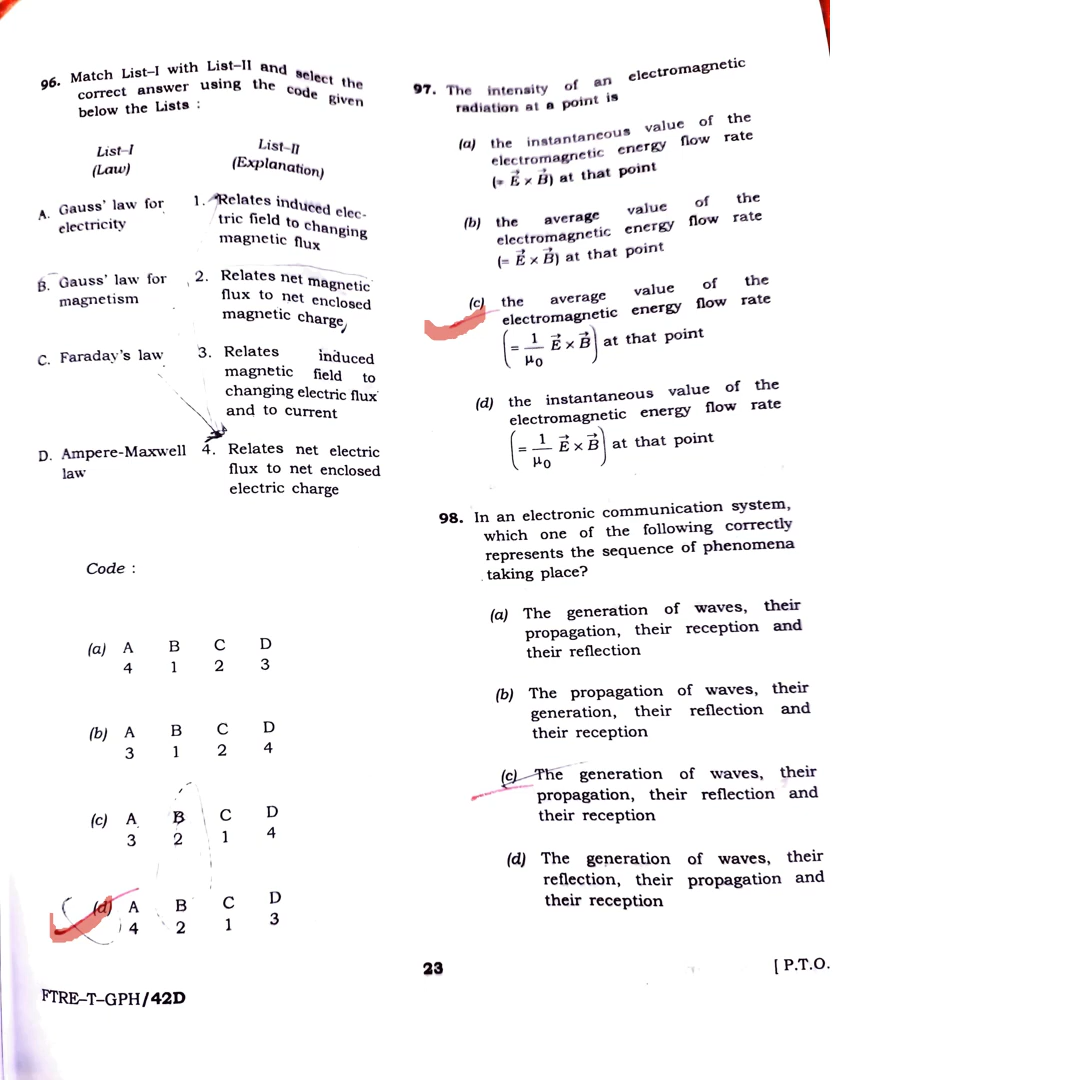 96. Match List–I with List–II and select the
correct answer using the code given
below the Lists :
List–I
(Law)
List–II
(Explanation)
A. Gauss' law for
electricity
1. Relates induced elec-
tric field to changing
magnetic flux
B. Gauss' law for
magnetism
2. Relates net magnetic
flux to net enclosed
magnetic charge
C. Faraday's law
3. Relates induced
magnetic field to
changing electric flux
and to current
D. Ampere-Maxwell
law
4. Relates net electric
flux to net enclosed
electric charge
Code :
(a) A B C D
4 1 2 3
(b) A B C D
3 1 2 4
(c) A B C D
3 2 1 4
(d) A B C D
4 2 1 3
97. The intensity of an electromagnetic
radiation at a point is
(a) the instantaneous value of the
electromagnetic energy flow rate
(= E⃗ × B⃗) at that point
(b) the average value of the
electromagnetic energy flow rate
(= E⃗ × B⃗) at that point
(c) the average value of the
electromagnetic energy flow rate
(= 1/μ₀ E⃗ × B⃗) at that point
(d) the instantaneous value of the
electromagnetic energy flow rate
(= 1/μ₀ E⃗ × B⃗) at that point
98. In an electronic communication system,
which one of the following correctly
represents the sequence of phenomena
taking place?
(a) The generation of waves, their
propagation, their reception and
their reflection
(b) The propagation of waves, their
generation, their reflection and
their reception
(c) The generation of waves, their
propagation, their reflection and
their reception
(d) The generation of waves, their
reflection, their propagation and
their reception
FTRE–T–GPH/42D
23
[ P.T.O.